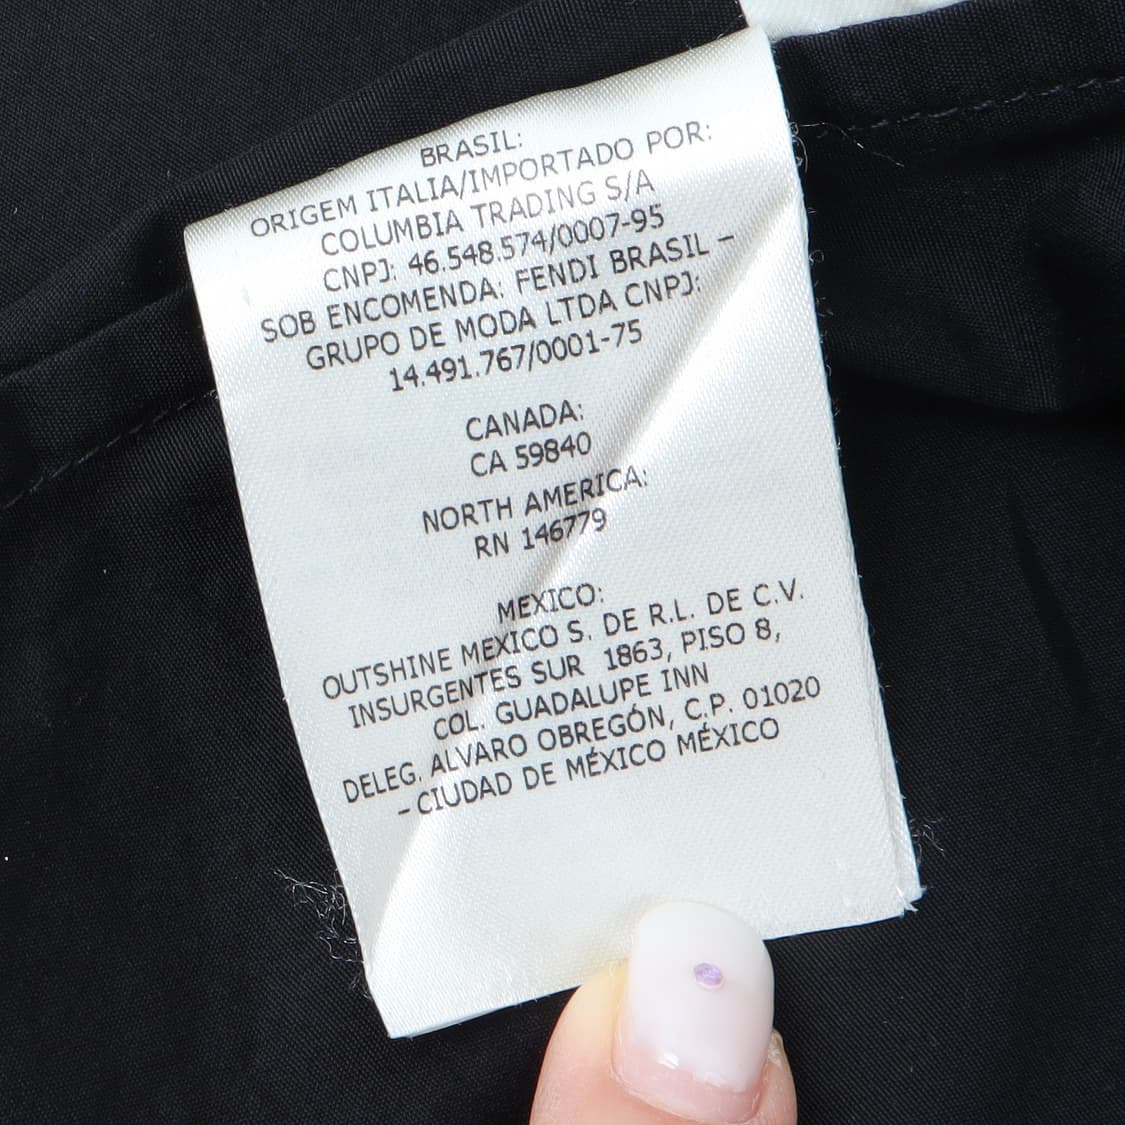 BRASIL:
ORIGEM ITALIA/IMPORTADO POR:
COLUMBIA TRADING S/A
CNPJ: 46.548.574/0007-95
SOB ENCOMENDA: FENDI BRASIL –
GRUPO DE MODA LTDA CNPJ:
14.491.767/0001-75
CANADA:
CA 59840
NORTH AMERICA:
RN 146779
MEXICO:
OUTSHINE MEXICO S. DE R.L. DE C.V.
INSURGENTES SUR 1863, PISO 8,
COL. GUADALUPE INN
DELEG. ALVARO OBREGÓN, C.P. 01020
– CIUDAD DE MÉXICO MÉXICO